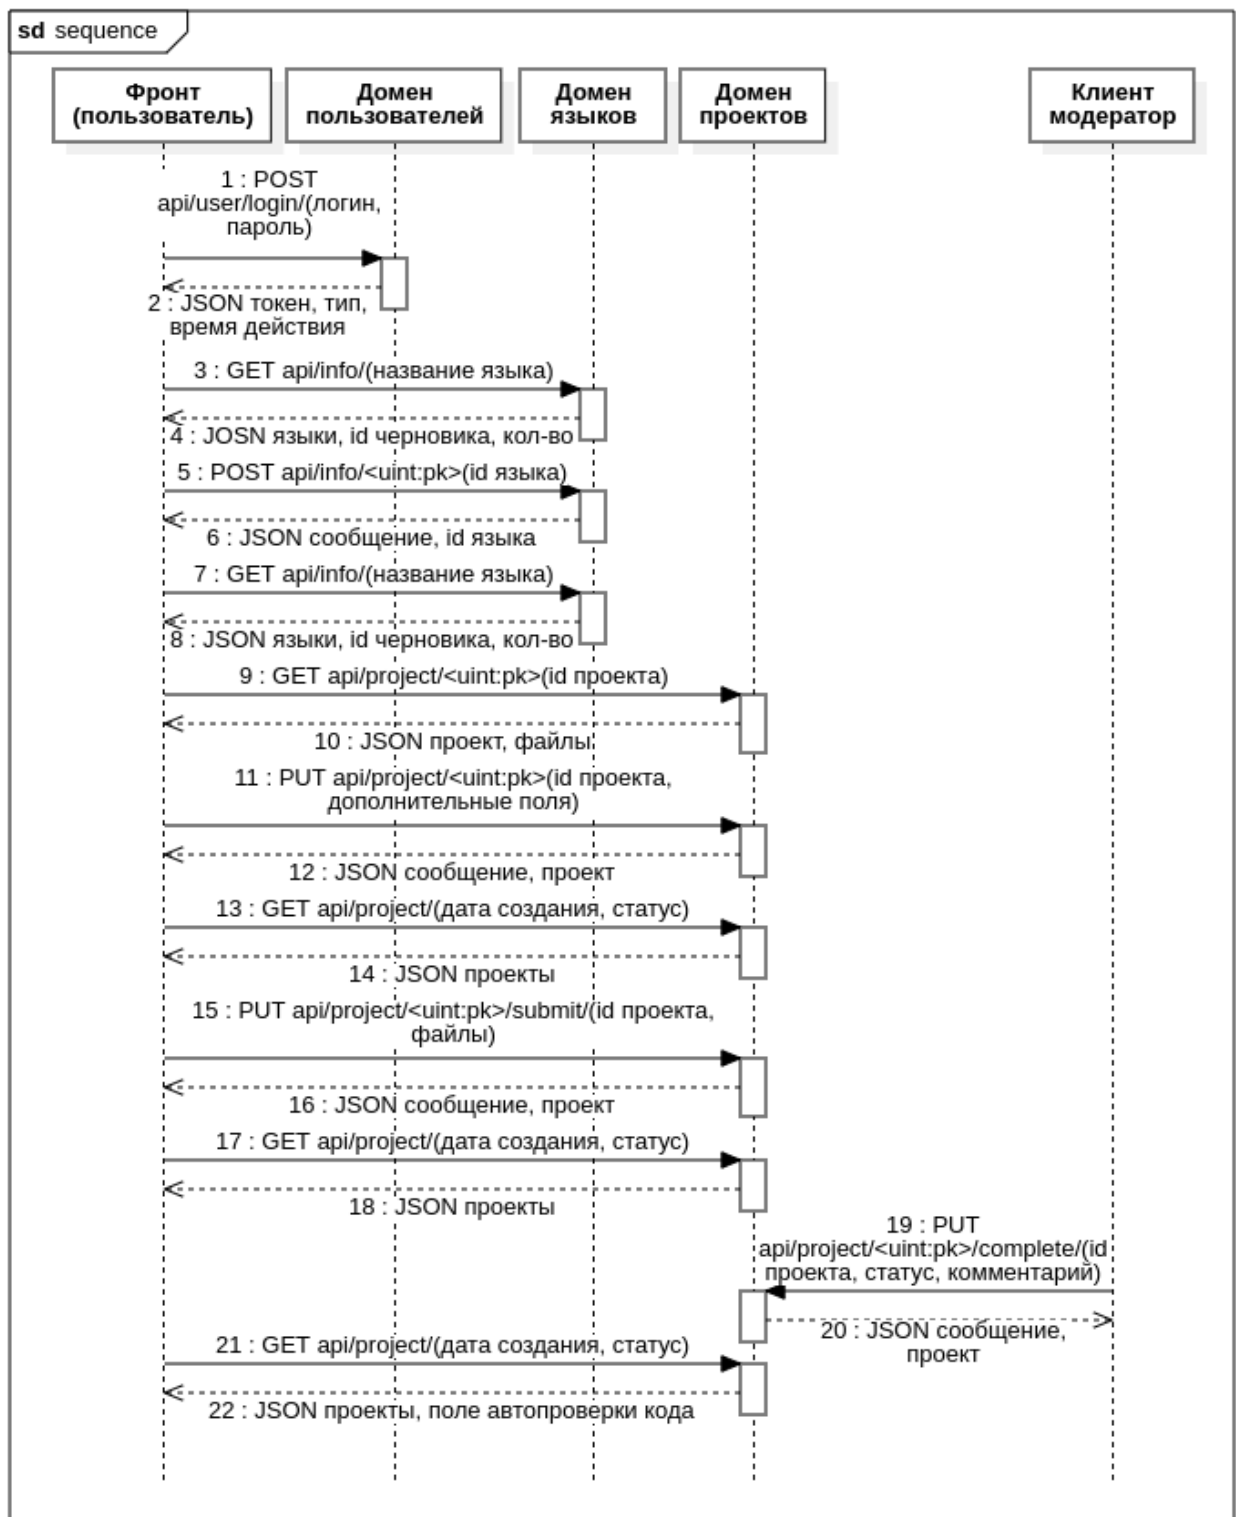 sd sequence
Фронт
(пользователь)
Домен
пользователей
Домен
языков
Домен
проектов
Клиент
модератор
1 : POST
api/user/login/(логин,
пароль)
2 : JSON токен, тип,
время действия
3 : GET api/info/(название языка)
4 : JOSN языки, id черновика, кол-во
5 : POST api/info/<uint:pk>(id языка)
6 : JSON сообщение, id языка
7 : GET api/info/(название языка)
8 : JSON языки, id черновика, кол-во
9 : GET api/project/<uint:pk>(id проекта)
10 : JSON проект, файлы
11 : PUT api/project/<uint:pk>(id проекта,
дополнительные поля)
12 : JSON сообщение, проект
13 : GET api/project/(дата создания, статус)
14 : JSON проекты
15 : PUT api/project/<uint:pk>/submit/(id проекта,
файлы)
16 : JSON сообщение, проект
17 : GET api/project/(дата создания, статус)
18 : JSON проекты
19 : PUT
api/project/<uint:pk>/complete/(id
проекта, статус, комментарий)
20 : JSON сообщение,
проект
21 : GET api/project/(дата создания, статус)
22 : JSON проекты, поле автопроверки кода